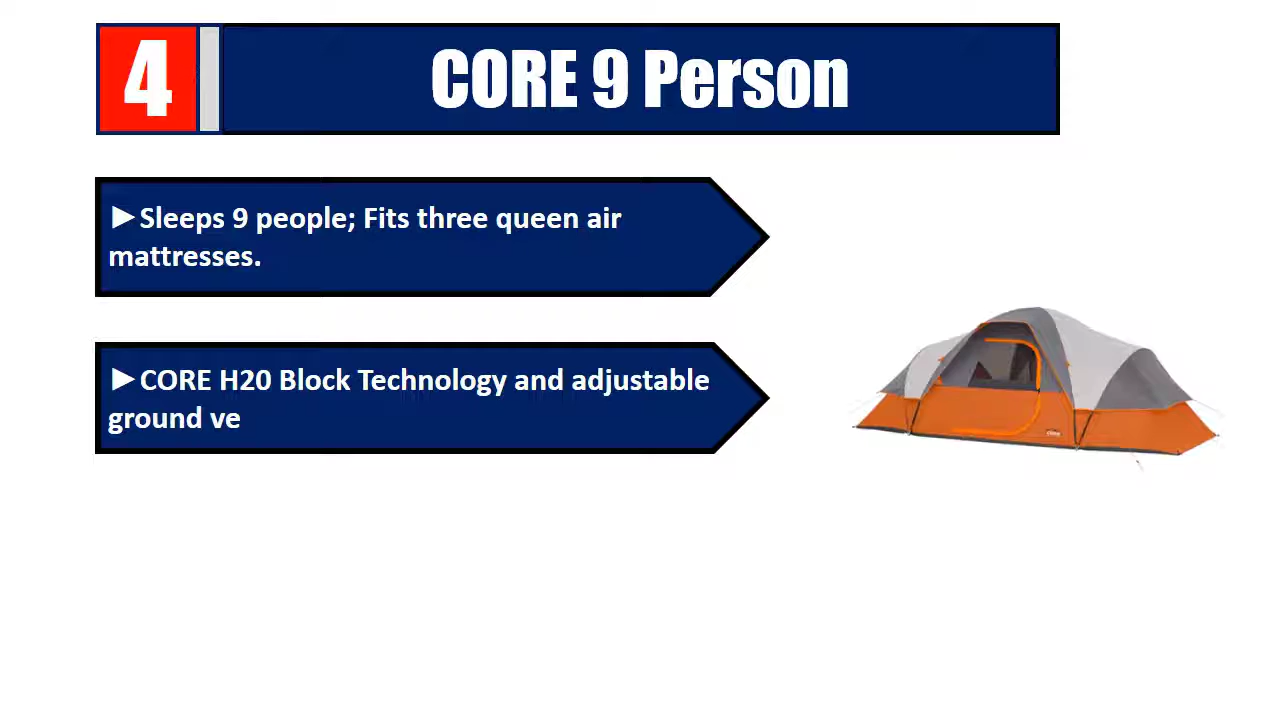 4
CORE 9 Person
►Sleeps 9 people; Fits three queen air
mattresses.
►CORE H20 Block Technology and adjustable
ground ve
CORE